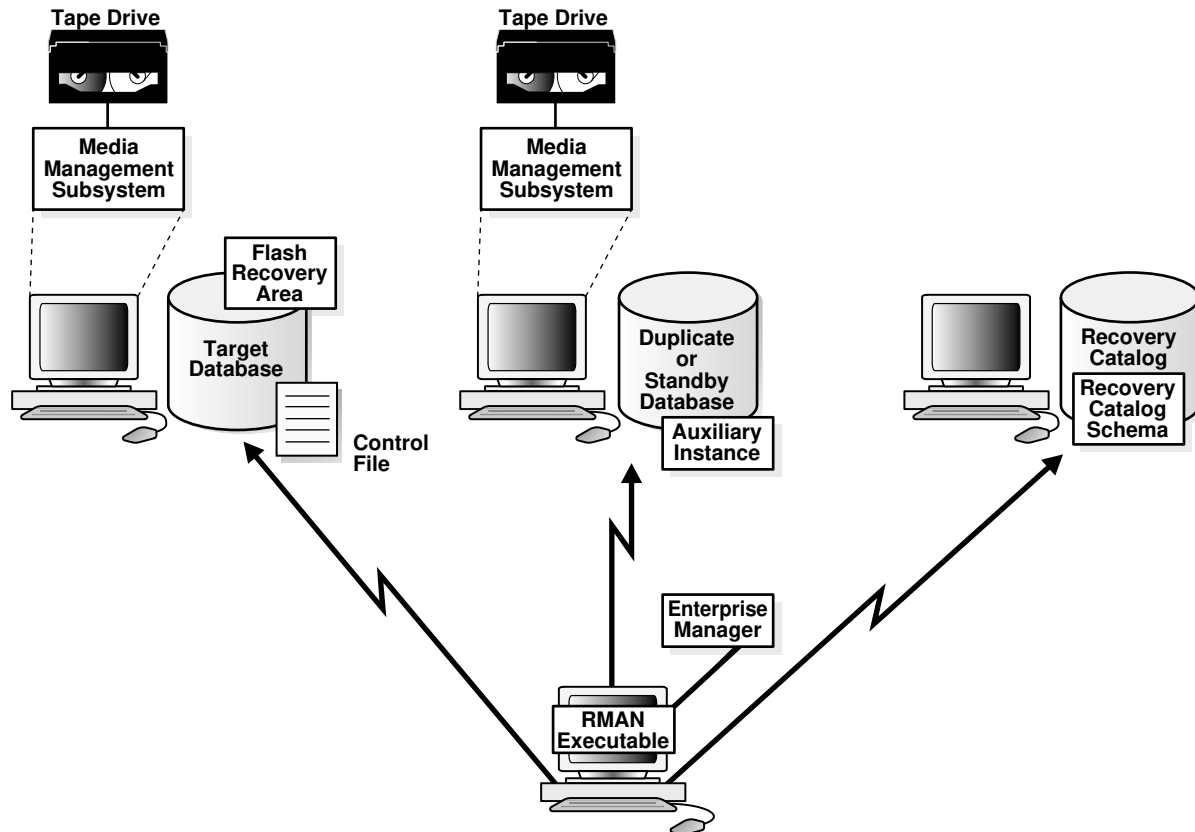 Tape Drive
Tape Drive
Media
Management
Subsystem
Media
Management
Subsystem
Flash
Recovery
Area
Target
Database
Control
File
Duplicate
or
Standby
Database
Auxiliary
Instance
Recovery
Catalog
Recovery
Catalog
Schema
Enterprise
Manager
RMAN
Executable